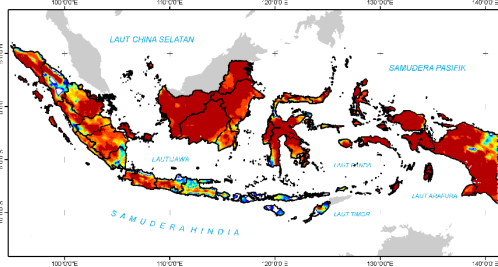 100°0'0"E 110°0'0"E 120°0'0"E 130°0'0"E 140°0'0"E
LAUT CHINA SELATAN
SAMUDERA PASIFIK
LAUT JAWA
LAUT BANDA
LAUT ARAFURA
SAMUDERA HINDIA
LAUT TIMOR
100°0'0"E 110°0'0"E 120°0'0"E 130°0'0"E 140°0'0"E